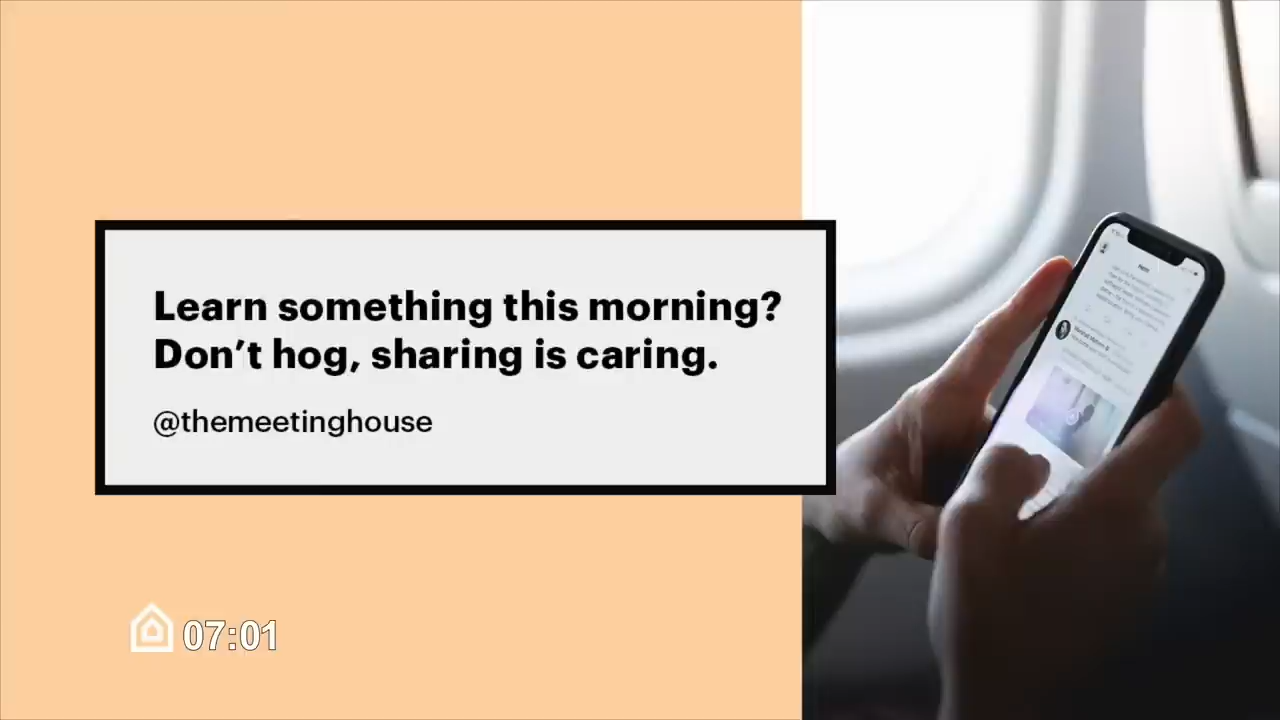 Learn something this morning?
Don’t hog, sharing is caring.
@themeetinghouse
07:01